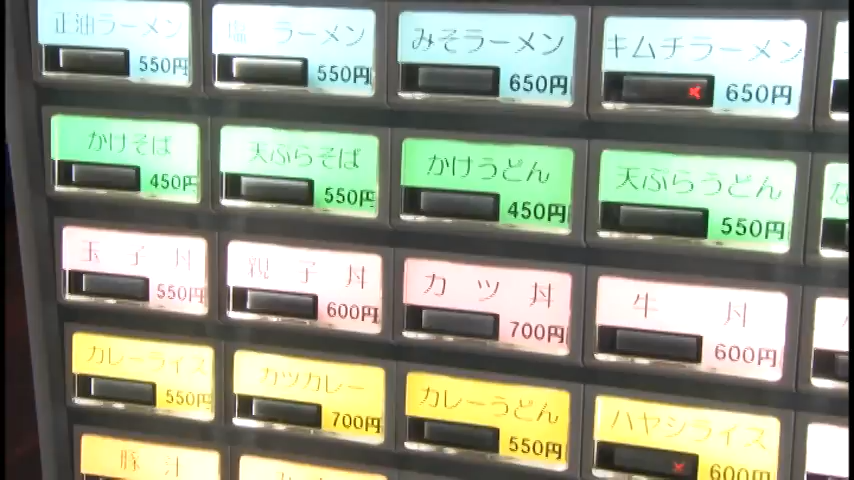 正油ラーメン 550円
塩 ラーメン 550円
みそラーメン 650円
キムチラーメン 650円
かけそば 450円
天ぷらそば 550円
かけうどん 450円
天ぷらうどん 550円
玉子丼 550円
親子丼 600円
カツ丼 700円
牛丼 600円
カレーライス 550円
カツカレー 700円
カレーうどん 550円
ハヤシライス 600円
豚汁